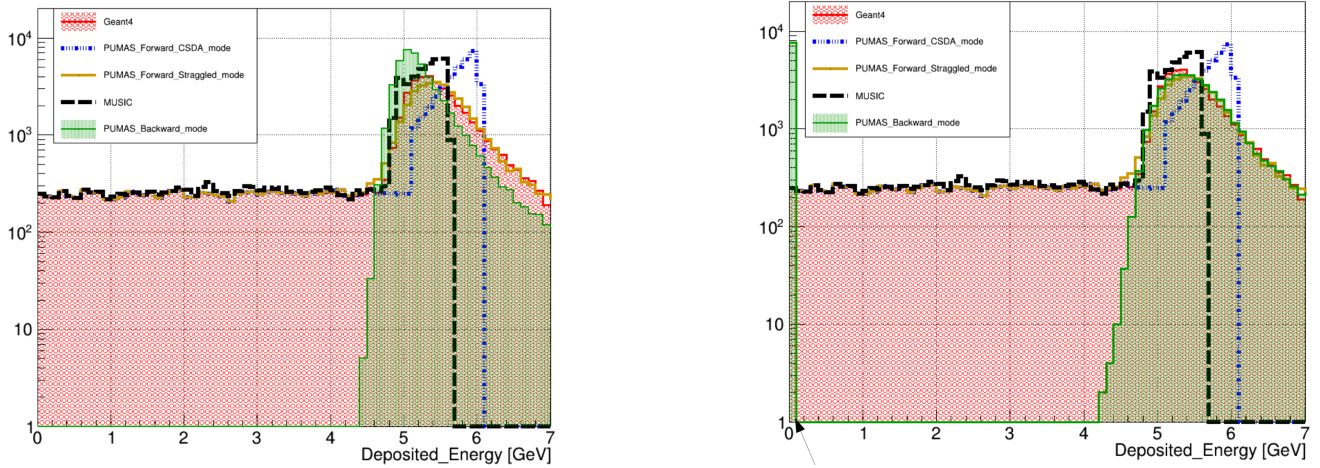 Geant4
PUMAS_Forward_CSDA_mode
PUMAS_Forward_Straggled_mode
MUSIC
PUMAS_Backward_mode
10⁴
10³
10²
10
1
0 1 2 3 4 5 6 7
Deposited_Energy [GeV]
Geant4
PUMAS_Forward_CSDA_mode
PUMAS_Forward_Straggled_mode
MUSIC
PUMAS_Backward_mode
10⁴
10³
10²
10
1
0 1 2 3 4 5 6 7
Deposited_Energy [GeV]